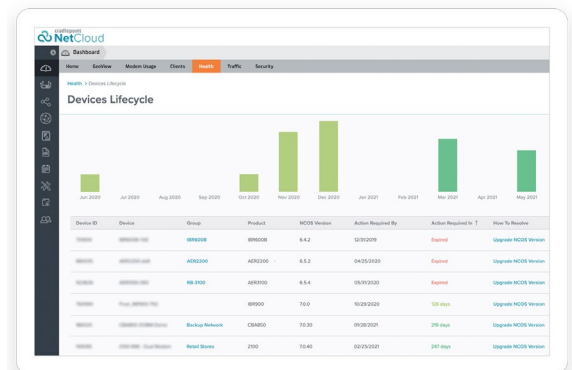 cradlepoint
NetCloud
Dashboard
Home EcoView Modem Usage Clients Health Traffic Security
Health > Devices Lifecycle
Devices Lifecycle
Jun 2020 Jul 2020 Aug 2020 Sep 2020 Oct 2020 Nov 2020 Dec 2020 Jan 2021 Feb 2021 Mar 2021 Apr 2021 May 2021
Device ID Device Group Product NCOS Version Action Required By Action Required In ↑ How To Resolve
IBR600B IBR600B 6.4.2 12/31/2019 Expired Upgrade NCOS Version
AER2200 AER2200 6.5.2 04/25/2020 Expired Upgrade NCOS Version
RB-3100 AER3100 6.5.4 05/31/2020 Expired Upgrade NCOS Version
IBR900 7.0.0 10/29/2020 days Upgrade NCOS Version
Backup Network CBA850 7.0.30 01/28/2021 days Upgrade NCOS Version
Retail Stores 2100 7.0.40 02/25/2021 days Upgrade NCOS Version